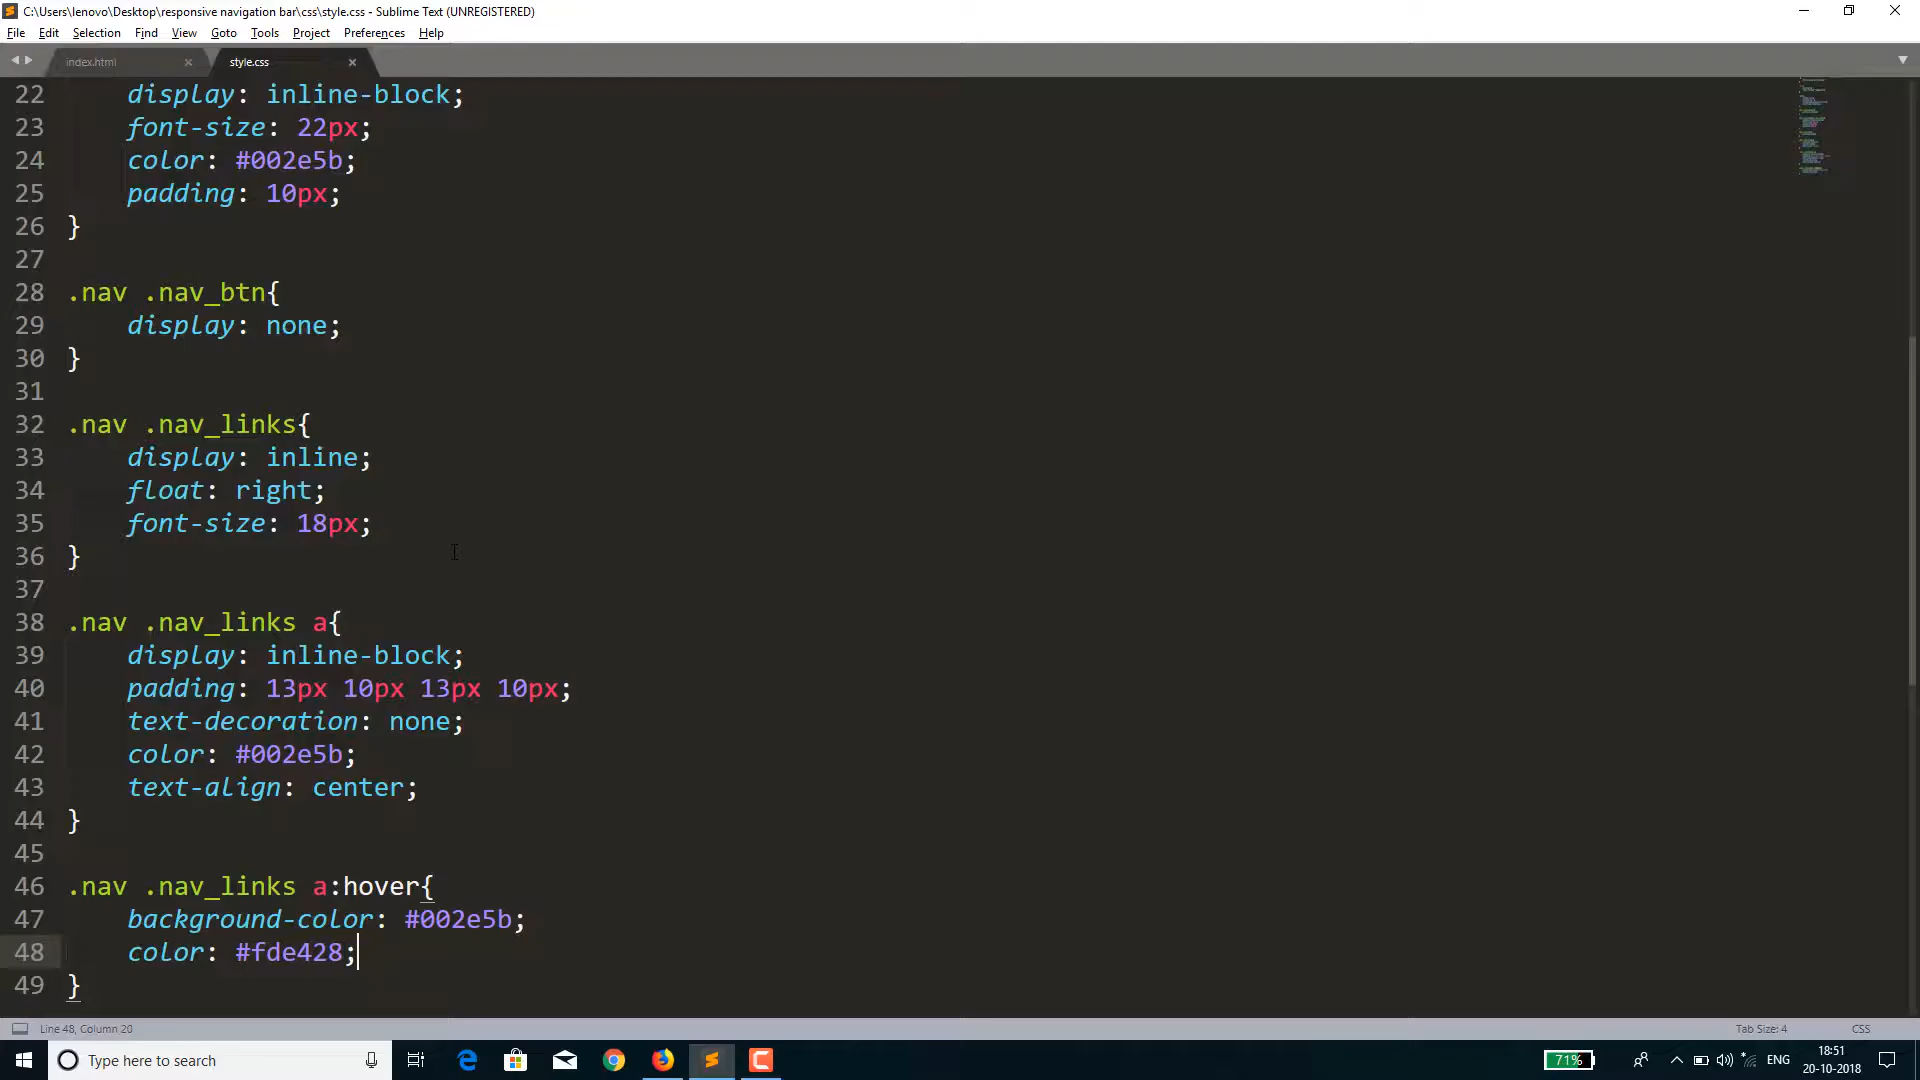 C:\Users\lenovo\Desktop\responsive navigation bar\css\style.css - Sublime Text (UNREGISTERED)
File Edit Selection Find View Goto Tools Project Preferences Help
index.html style.css
22 display: inline-block;
23 font-size: 22px;
24 color: #002e5b;
25 padding: 10px;
26 }
27
28 .nav .nav_btn{
29 display: none;
30 }
31
32 .nav .nav_links{
33 display: inline;
34 float: right;
35 font-size: 18px;
36 }
37
38 .nav .nav_links a{
39 display: inline-block;
40 padding: 13px 10px 13px 10px;
41 text-decoration: none;
42 color: #002e5b;
43 text-align: center;
44 }
45
46 .nav .nav_links a:hover{
47 background-color: #002e5b;
48 color: #fde428;
49 }
Line 48, Column 20 Tab Size: 4 CSS
Type here to search 71% ENG 18:51
20-10-2018